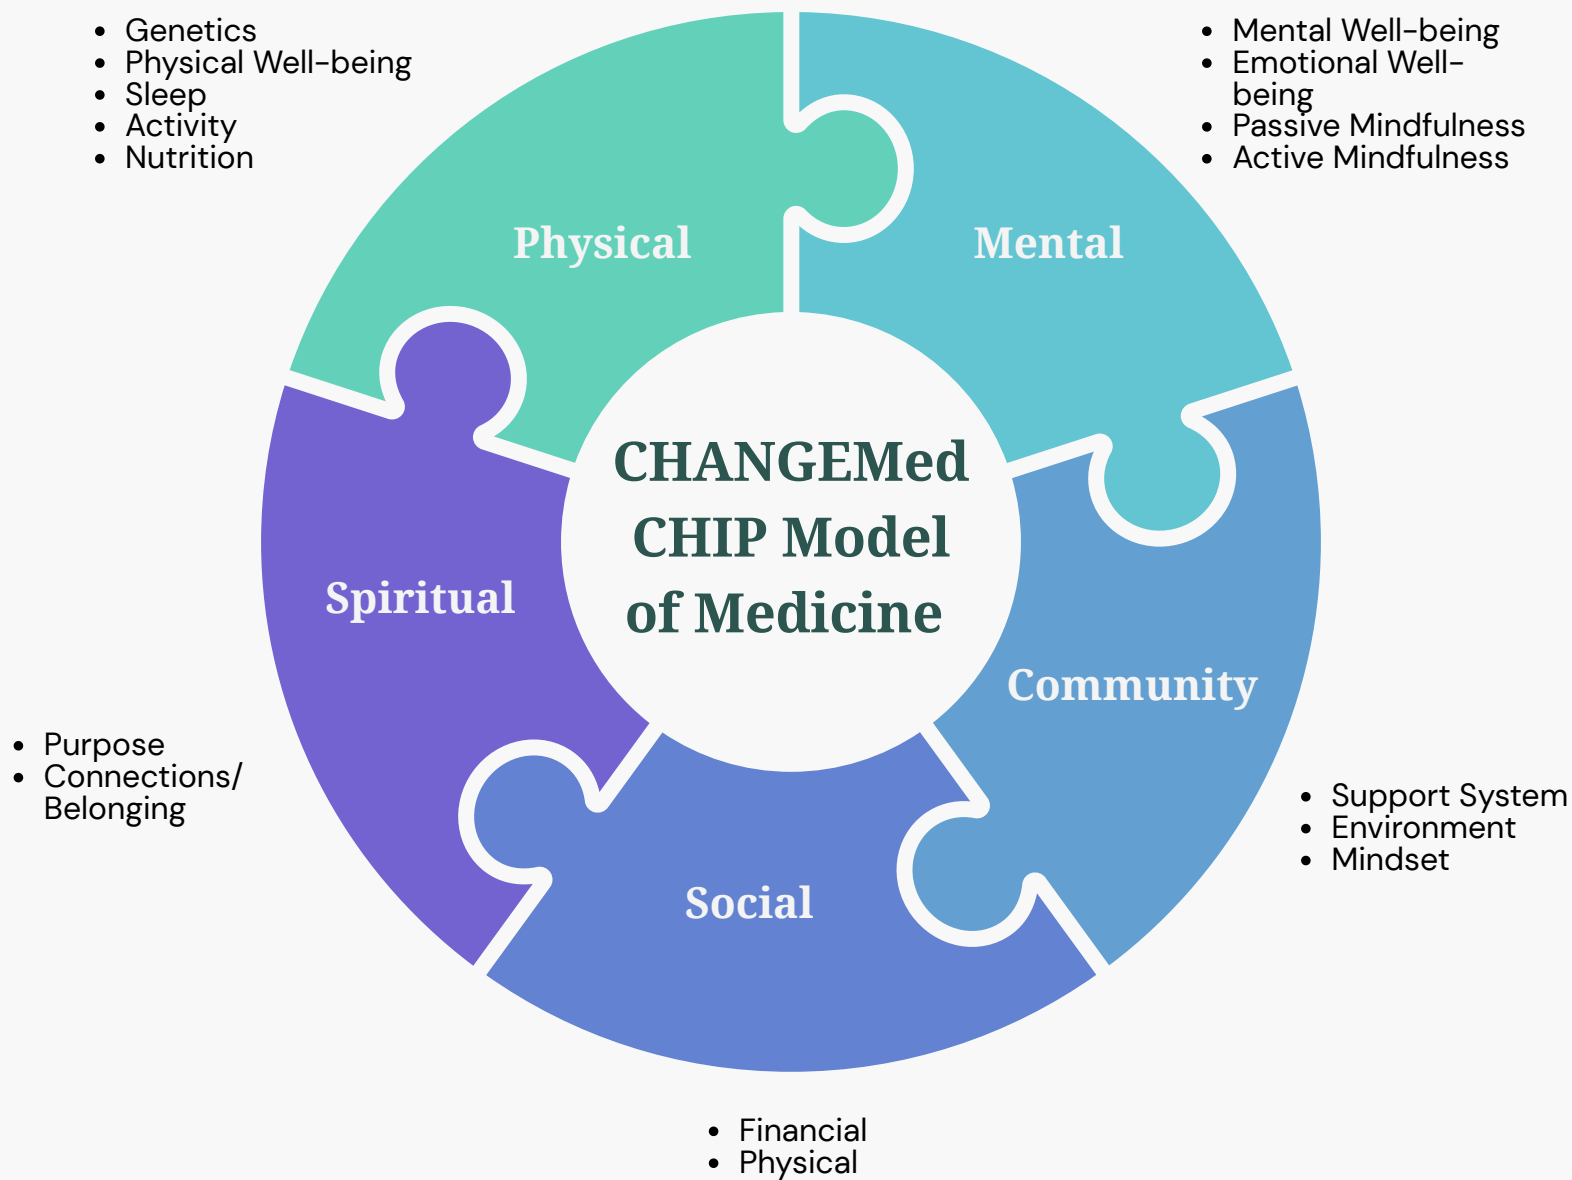 • Genetics
• Physical Well-being
• Sleep
• Activity
• Nutrition
• Mental Well-being
• Emotional Well-
being
• Passive Mindfulness
• Active Mindfulness
Physical
Mental
CHANGEMed
CHIP Model
of Medicine
Spiritual
Community
• Purpose
• Connections/
Belonging
• Support System
• Environment
• Mindset
Social
• Financial
• Physical